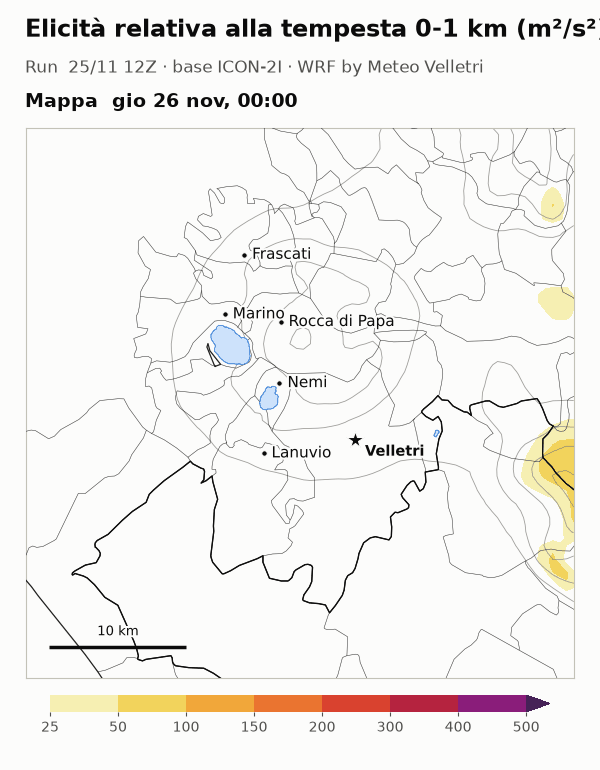 Elicità relativa alla tempesta 0-1 km (m²/s²)
Run  25/11 12Z · base ICON-2I · WRF by Meteo Velletri
Mappa  gio 26 nov, 00:00
Frascati
Marino
Rocca di Papa
Nemi
Velletri
Lanuvio
10 km
25 50 100 150 200 300 400 500